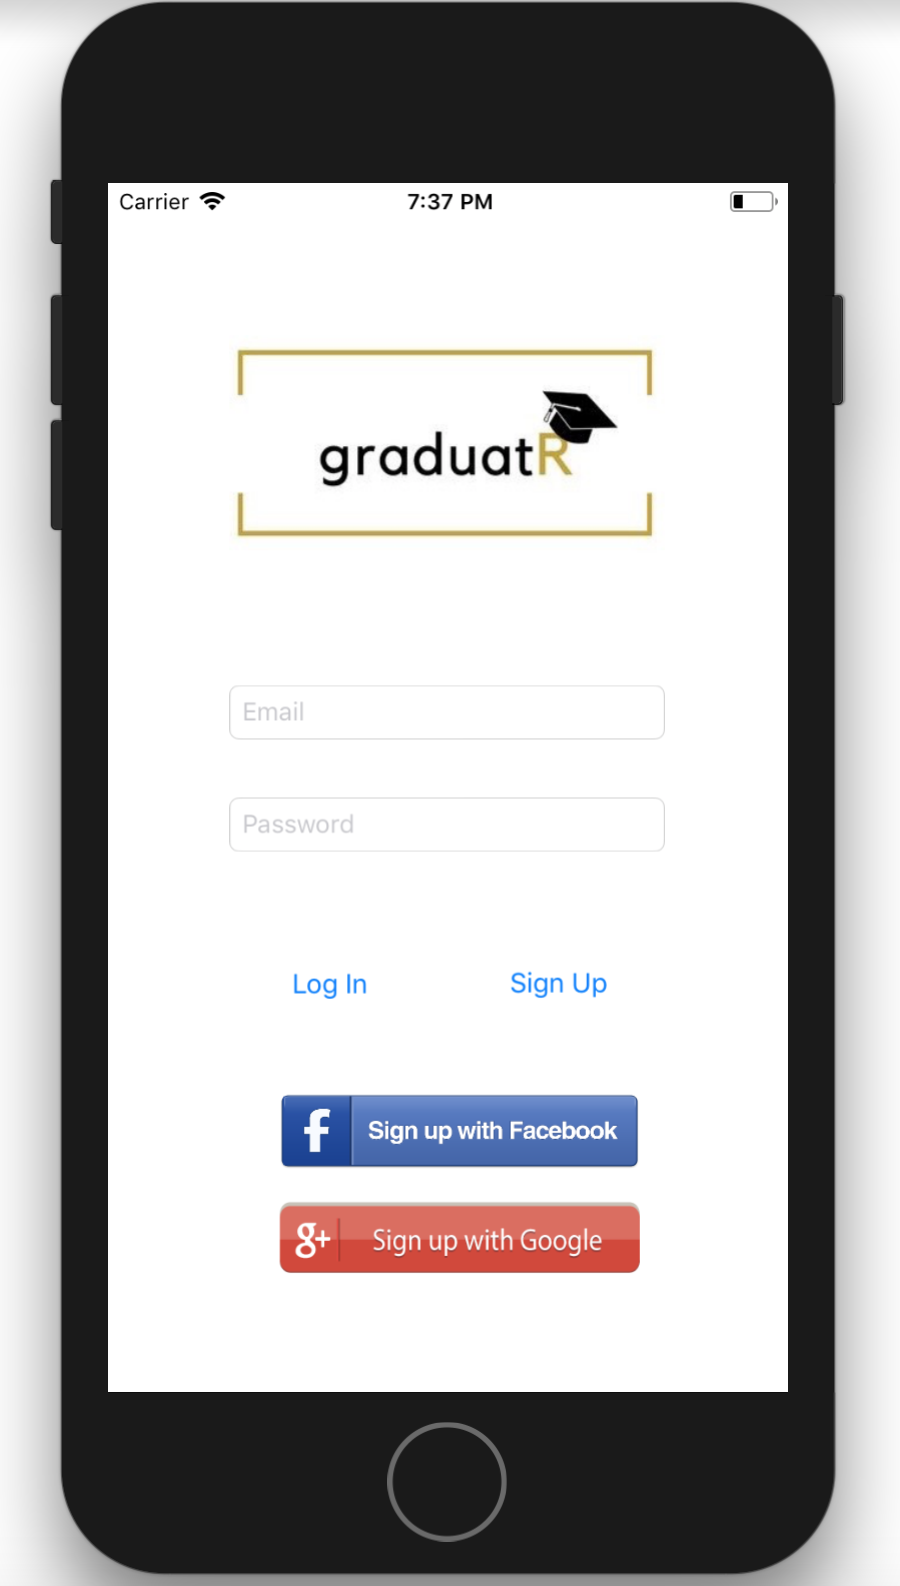 Carrier 7:37 PM
graduatR
Email
Password
Log In Sign Up
f Sign up with Facebook
g+ Sign up with Google